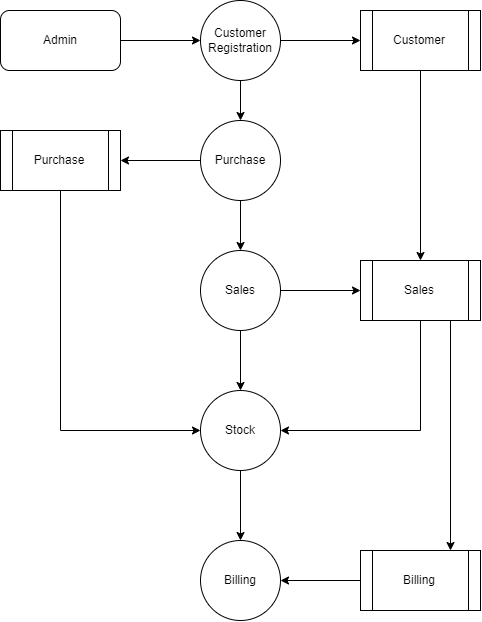 Admin
Customer
Registration
Customer
Purchase
Purchase
Sales
Sales
Stock
Billing
Billing